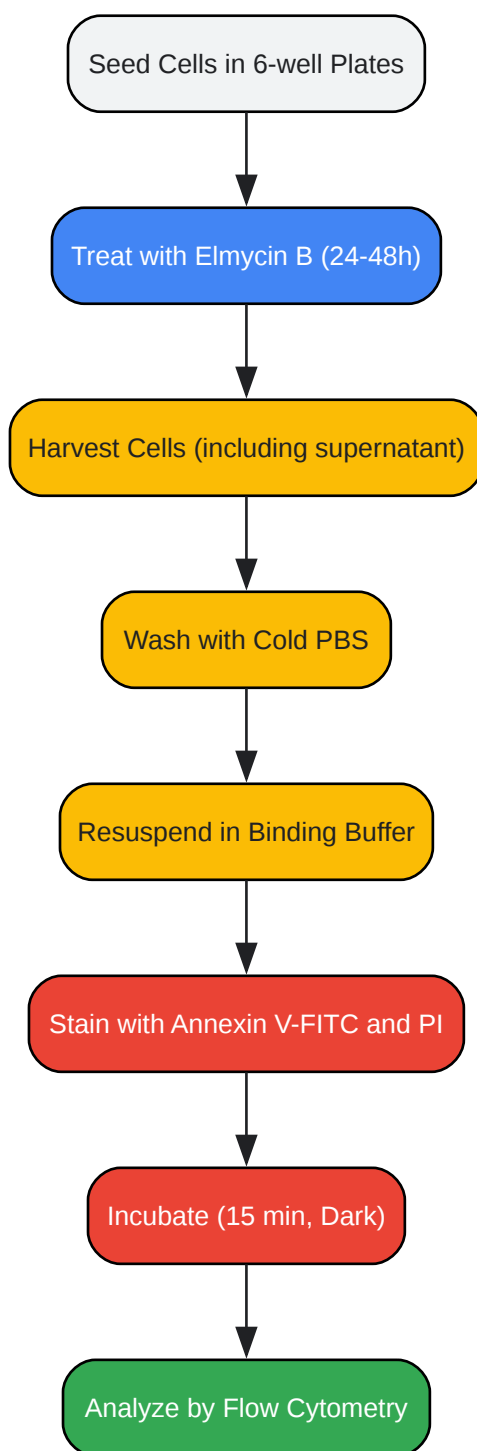 Seed Cells in 6-well Plates
Treat with Elmycin B (24-48h)
Harvest Cells (including supernatant)
Wash with Cold PBS
Resuspend in Binding Buffer
Stain with Annexin V-FITC and PI
Incubate (15 min, Dark)
Analyze by Flow Cytometry